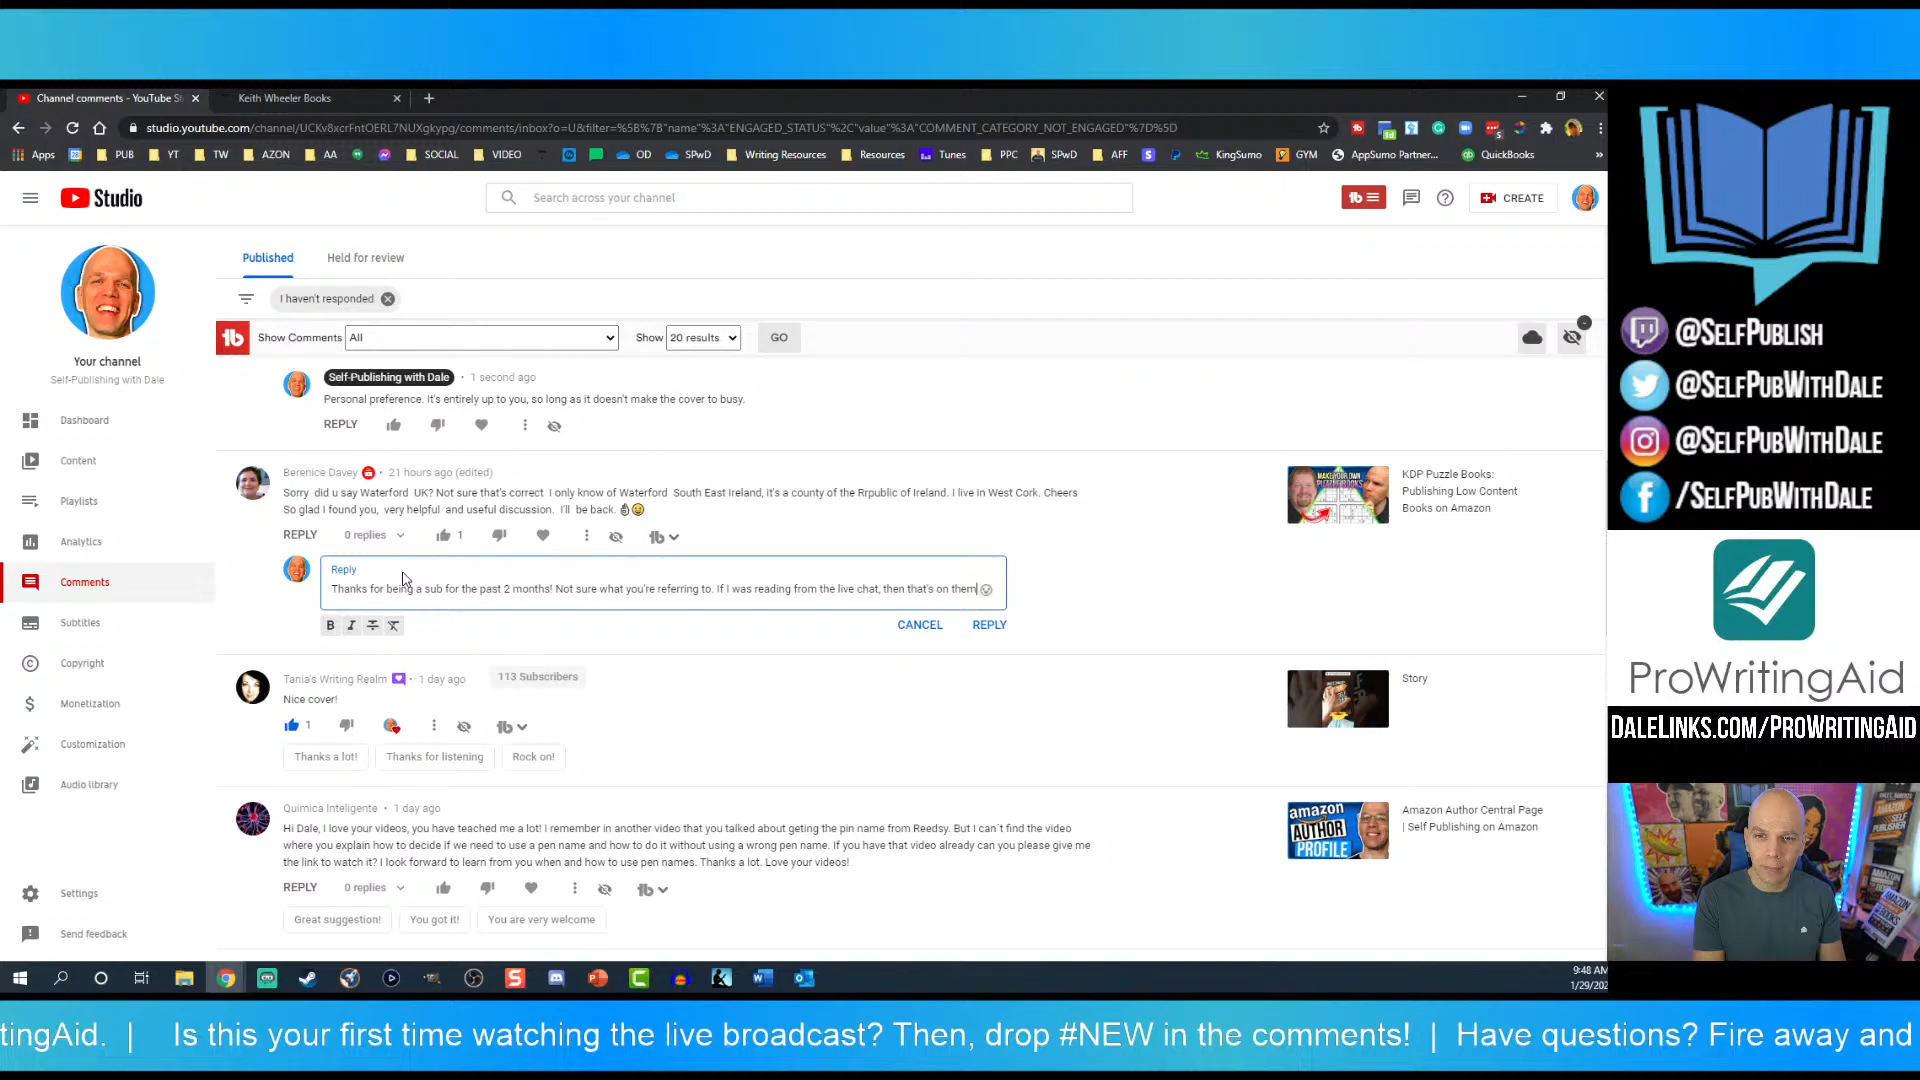 Channel comments - YouTube St
Keith Wheeler Books
studio.youtube.com/channel/UCKv8xcrFntOERL7NUXgkypg/comments/inbox?o=U&filter=%5B%7B"name"%3A"ENGAGED_STATUS"%2C"value"%3A"COMMENT_CATEGORY_NOT_ENGAGED"%7D%5D
Apps PUB YT TW AZON AA SOCIAL VIDEO OD SPwD Writing Resources Resources Tunes PPC SPwD AFF KingSumo GYM AppSumo Partner... QuickBooks »
Studio
Search across your channel
CREATE
Published
Held for review
I haven't responded
Show Comments All Show 20 results GO
Your channel
Self-Publishing with Dale
Dashboard
Content
Playlists
Analytics
Comments
Subtitles
Copyright
Monetization
Customization
Audio library
Settings
Send feedback
Self-Publishing with Dale • 1 second ago
Personal preference. It's entirely up to you, so long as it doesn't make the cover to busy.
REPLY
Berenice Davey • 21 hours ago (edited)
Sorry did u say Waterford UK? Not sure that's correct I only know of Waterford South East Ireland, it's a county of the Rrpublic of Ireland. I live in West Cork. Cheers
So glad I found you, very helpful and useful discussion. I'll be back.
REPLY 0 replies 1
KDP Puzzle Books:
Publishing Low Content
Books on Amazon
MAKE YOUR OWN
PUZZLE BOOKS
Reply
Thanks for being a sub for the past 2 months! Not sure what you're referring to. If I was reading from the live chat, then that's on them
B I
CANCEL REPLY
Tania's Writing Realm • 1 day ago 113 Subscribers
Nice cover!
1
Thanks a lot! Thanks for listening Rock on!
Story
Quimica Inteligente • 1 day ago
Hi Dale, I love your videos, you have teached me a lot! I remember in another video that you talked about geting the pin name from Reedsy. But I can´t find the video
where you explain how to decide if we need to use a pen name and how to do it without using a wrong pen name. If you have that video already can you please give me
the link to watch it? I look forward to learn from you when and how to use pen names. Thanks a lot. Love your videos!
REPLY 0 replies
Great suggestion! You got it! You are very welcome
amazon
AUTHOR
PROFILE
Amazon Author Central Page
| Self Publishing on Amazon
9:48 AM
1/29/202
@SelfPublish
@SelfPubWithDale
@SelfPubWithDale
/SelfPubWithDale
ProWritingAid
DaleLinks.com/ProWritingAid
tingAid. | Is this your first time watching the live broadcast? Then, drop #NEW in the comments! | Have questions? Fire away and